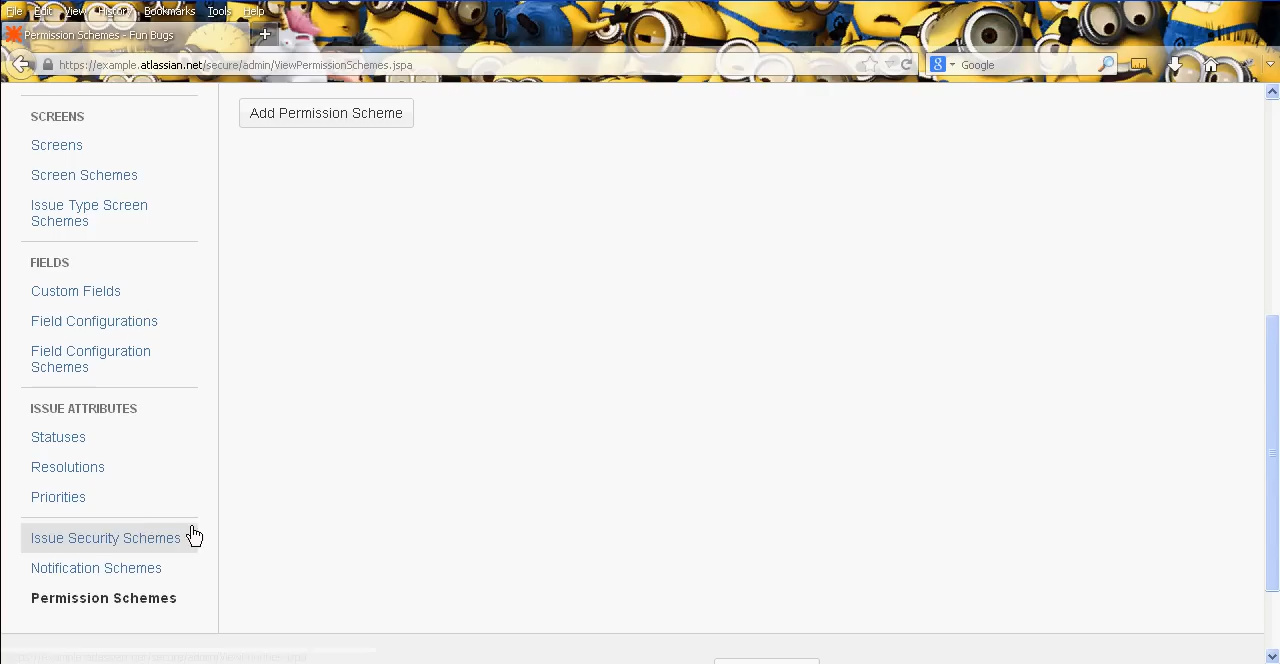 File Edit View History Bookmarks Tools Help
Permission Schemes - Fun Bugs
https://example.atlassian.net/secure/admin/ViewPermissionSchemes.jspa
Google
Add Permission Scheme
SCREENS
Screens
Screen Schemes
Issue Type Screen
Schemes
FIELDS
Custom Fields
Field Configurations
Field Configuration
Schemes
ISSUE ATTRIBUTES
Statuses
Resolutions
Priorities
Issue Security Schemes
Notification Schemes
Permission Schemes